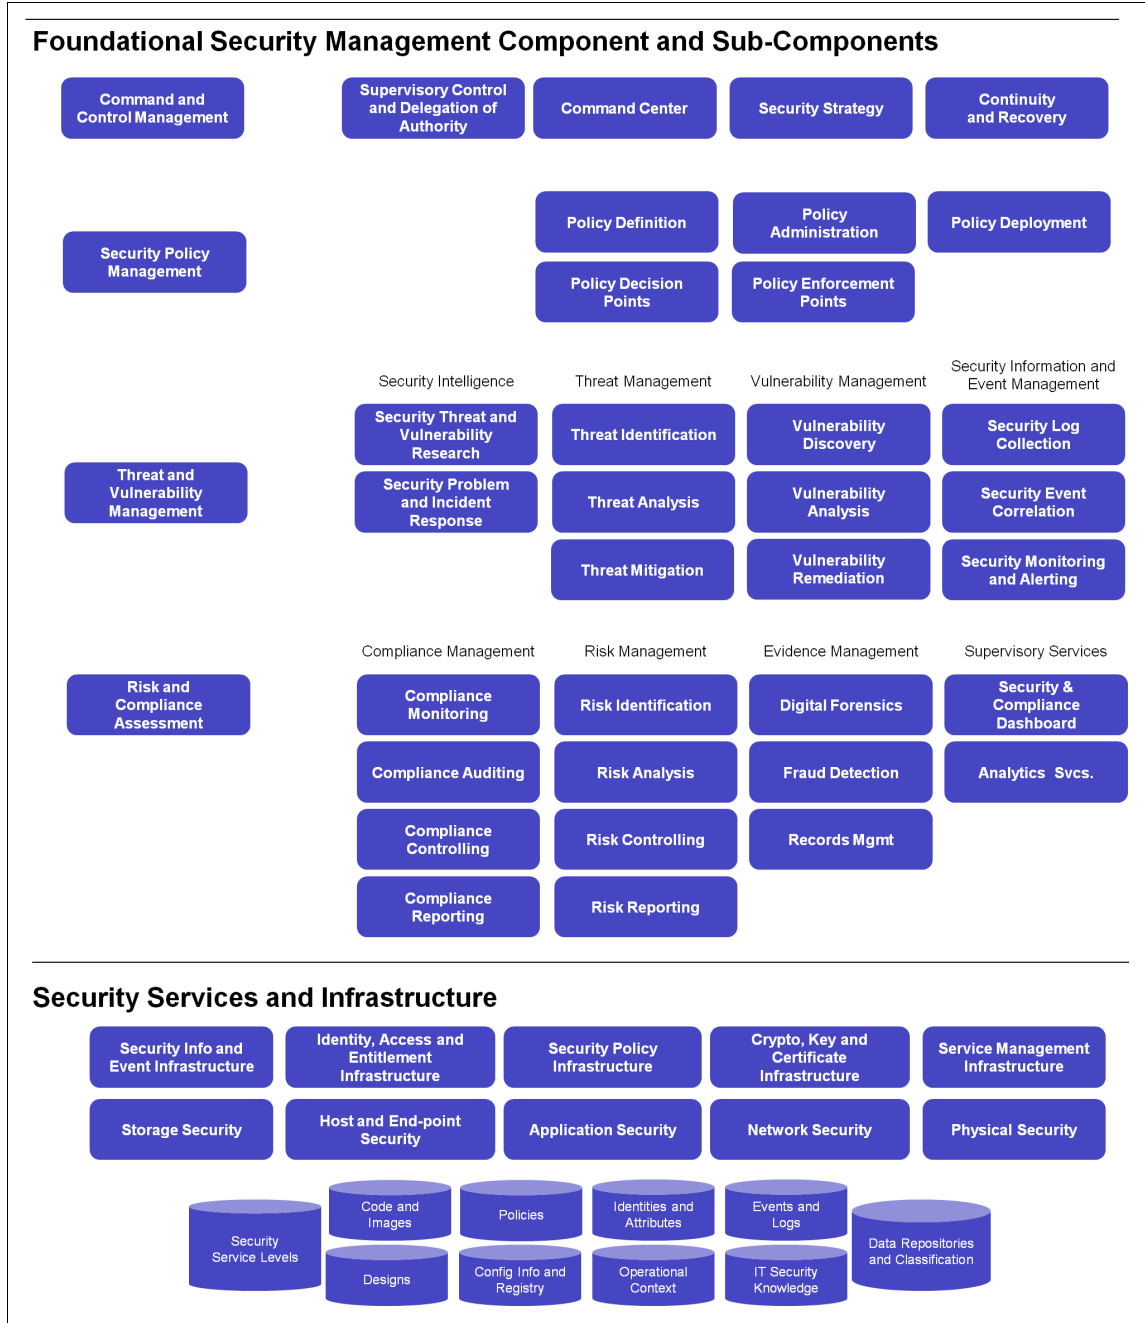 Foundational Security Management Component and Sub-Components
Command and
Control Management
Supervisory Control
and Delegation of
Authority
Command Center
Security Strategy
Continuity
and Recovery
Security Policy
Management
Policy Definition
Policy
Administration
Policy Deployment
Policy Decision
Points
Policy Enforcement
Points
Threat and
Vulnerability
Management
Security Intelligence
Security Threat and
Vulnerability
Research
Security Problem
and Incident
Response
Threat Management
Threat Identification
Threat Analysis
Threat Mitigation
Vulnerability Management
Vulnerability
Discovery
Vulnerability
Analysis
Vulnerability
Remediation
Security Information and
Event Management
Security Log
Collection
Security Event
Correlation
Security Monitoring
and Alerting
Risk and
Compliance
Assessment
Compliance Management
Compliance
Monitoring
Compliance Auditing
Compliance
Controlling
Compliance
Reporting
Risk Management
Risk Identification
Risk Analysis
Risk Controlling
Risk Reporting
Evidence Management
Digital Forensics
Fraud Detection
Records Mgmt
Supervisory Services
Security &
Compliance
Dashboard
Analytics Svcs.
Security Services and Infrastructure
Security Info and
Event Infrastructure
Identity, Access and
Entitlement
Infrastructure
Security Policy
Infrastructure
Crypto, Key and
Certificate
Infrastructure
Service Management
Infrastructure
Storage Security
Host and End-point
Security
Application Security
Network Security
Physical Security
Security
Service Levels
Code and
Images
Policies
Identities and
Attributes
Events and
Logs
Data Repositories
and Classification
Designs
Config Info and
Registry
Operational
Context
IT Security
Knowledge